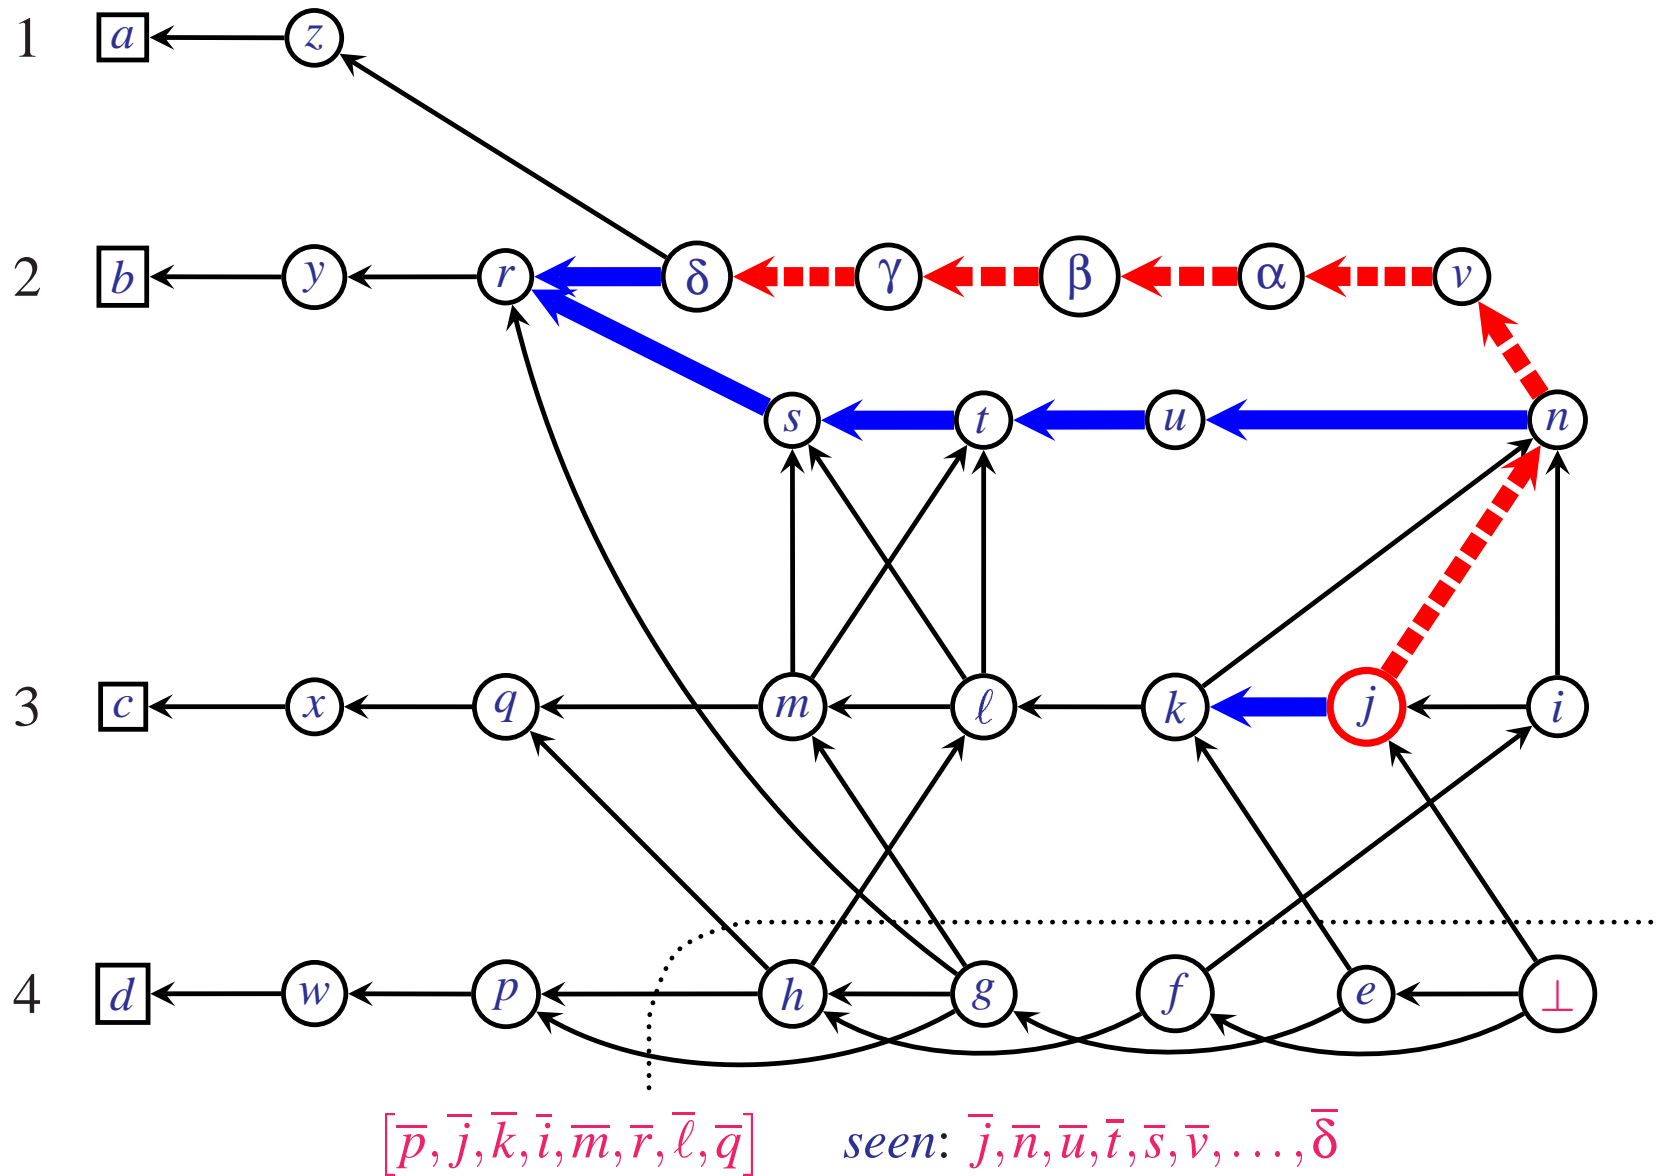 1 a z
2 b y r δ γ β α v
s t u n
3 c x q m ℓ k j i
4 d w p h g f e ⊥
[p̅, j̅, k̅, i̅, m̅, r̅, ℓ̅, q̅] seen: j̅, n̅, u̅, t̅, s̅, v̅, ..., δ̅